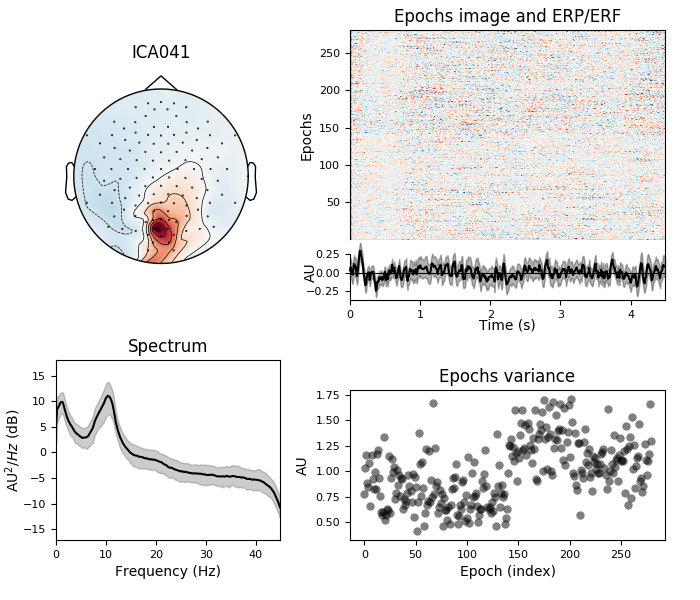 ICA041
Epochs image and ERP/ERF
Epochs
250
200
150
100
50
AU
0.25
0.00
−0.25
0 1 2 3 4
Time (s)
Spectrum
AU²/Hz (dB)
15
10
5
0
−5
−10
−15
0 10 20 30 40
Frequency (Hz)
Epochs variance
AU
1.75
1.50
1.25
1.00
0.75
0.50
0 50 100 150 200 250
Epoch (index)